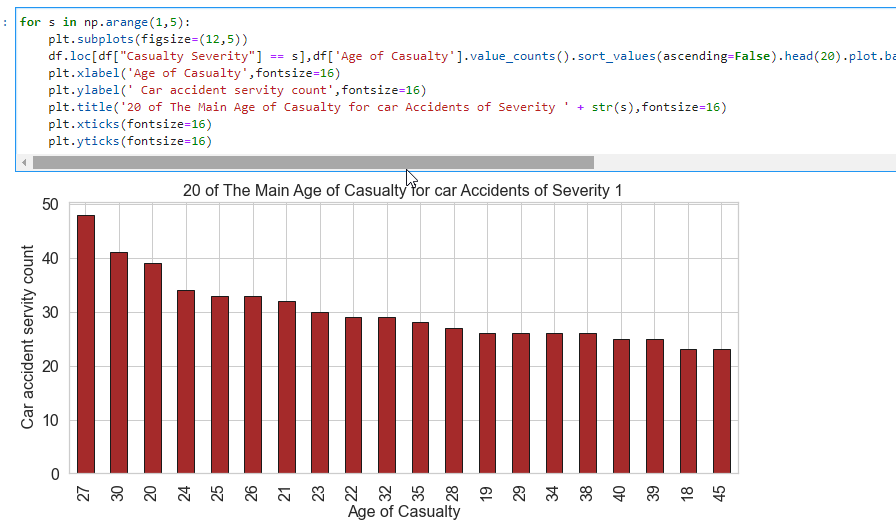 : for s in np.arange(1,5):
plt.subplots(figsize=(12,5))
df.loc[df["Casualty Severity"] == s],df['Age of Casualty'].value_counts().sort_values(ascending=False).head(20).plot.ba
plt.xlabel('Age of Casualty',fontsize=16)
plt.ylabel(' Car accident servity count',fontsize=16)
plt.title('20 of The Main Age of Casualty for car Accidents of Severity ' + str(s),fontsize=16)
plt.xticks(fontsize=16)
plt.yticks(fontsize=16)
20 of The Main Age of Casualty for car Accidents of Severity 1
50
40
30
20
10
0
Car accident servity count
27 30 20 24 25 26 21 23 22 32 35 28 19 29 34 38 40 39 18 45
Age of Casualty